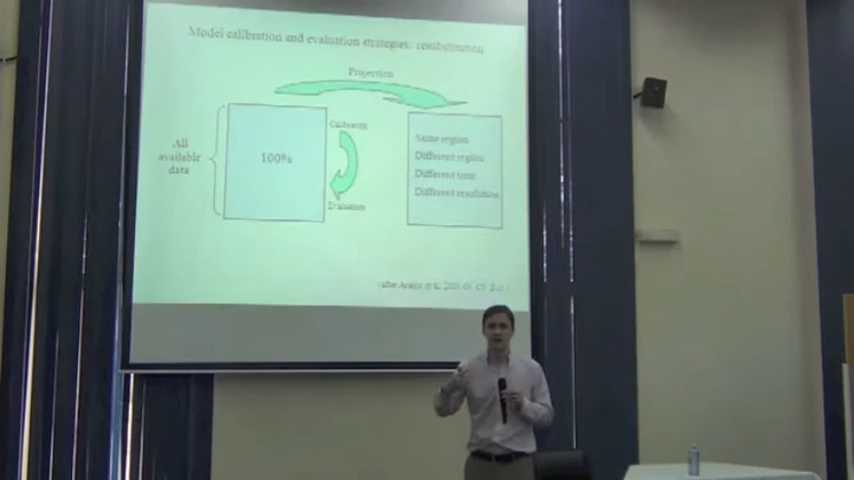 Model calibration and evaluation strategies: resubstitution
Projection
All
available
data
100%
Calibration
Evaluation
Same region
Different region
Different time
Different resolution